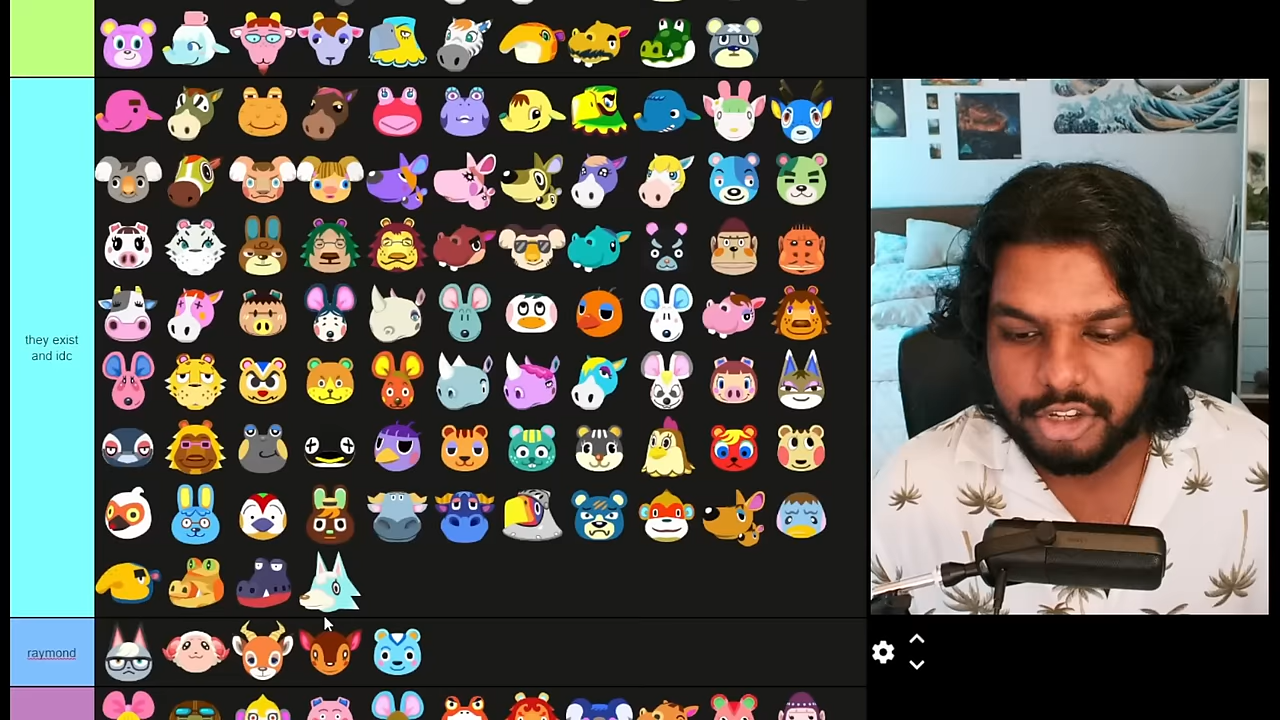 they exist
and idc
raymond